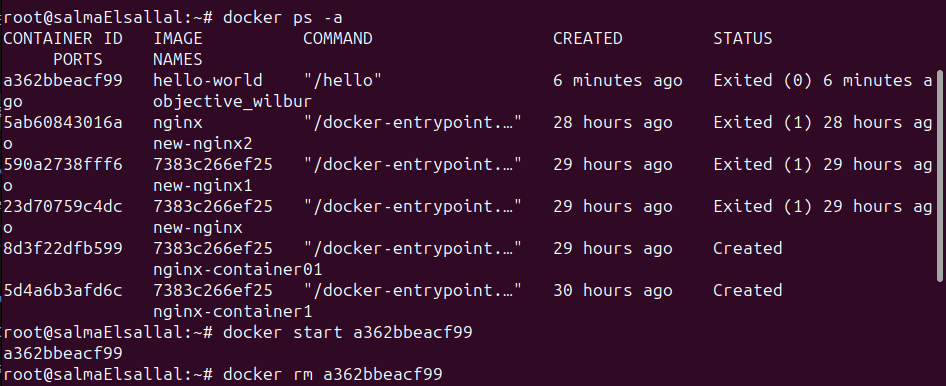 root@salmaElsallal:~# docker ps -a
CONTAINER ID   IMAGE          COMMAND                  CREATED         STATUS
     PORTS     NAMES
a362bbeacf99   hello-world    "/hello"                 6 minutes ago   Exited (0) 6 minutes a
go             objective_wilbur
5ab60843016a   nginx          "/docker-entrypoint.…"   28 hours ago    Exited (1) 28 hours ag
o              new-nginx2
590a2738fff6   7383c266ef25   "/docker-entrypoint.…"   29 hours ago    Exited (1) 29 hours ag
o              new-nginx1
23d70759c4dc   7383c266ef25   "/docker-entrypoint.…"   29 hours ago    Exited (1) 29 hours ag
o              new-nginx
8d3f22dfb599   7383c266ef25   "/docker-entrypoint.…"   29 hours ago    Created
               nginx-container01
5d4a6b3afd6c   7383c266ef25   "/docker-entrypoint.…"   30 hours ago    Created
               nginx-container1
root@salmaElsallal:~# docker start a362bbeacf99
a362bbeacf99
root@salmaElsallal:~# docker rm a362bbeacf99